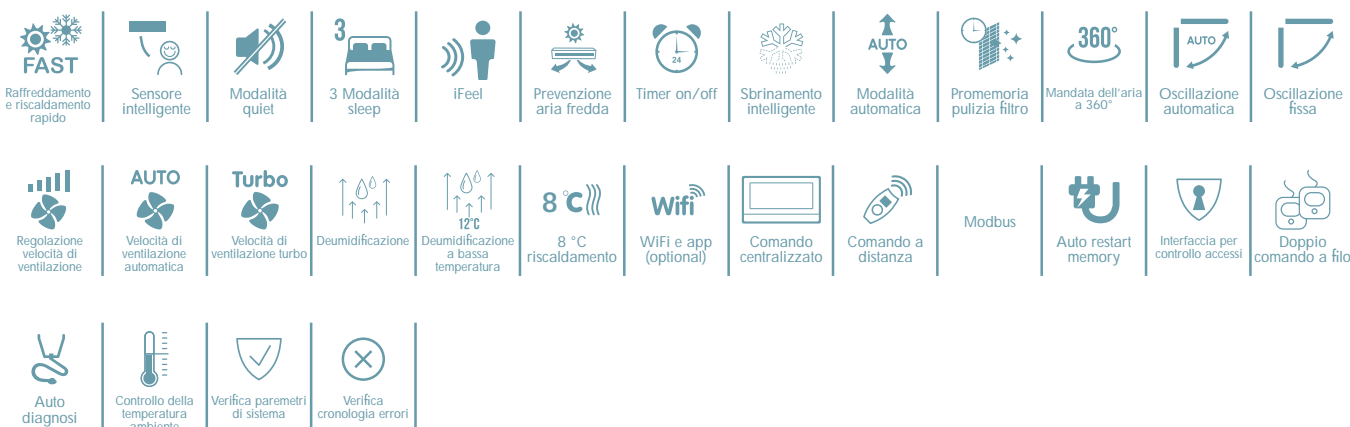 FAST
Raffreddamento
e riscaldamento
rapido
Sensore
intelligente
Modalità
quiet
3
3 Modalità
sleep
iFeel
Prevenzione
aria fredda
24
Timer on/off
Sbrinamento
intelligente
AUTO
Modalità
automatica
Promemoria
pulizia filtro
360°
Mandata dell'aria
a 360°
AUTO
Oscillazione
automatica
Oscillazione
fissa
Regolazione
velocità di
ventilazione
AUTO
Velocità di
ventilazione
automatica
Turbo
Velocità di
ventilazione turbo
Deumidificazione
12°C
Deumidificazione
a bassa
temperatura
8 °C
8 °C
riscaldamento
Wifi
WiFi e app
(optional)
Comando
centralizzato
Comando a
distanza
Modbus
Auto restart
memory
Interfaccia per
controllo accessi
Doppio
comando a filo
Auto
diagnosi
Controllo della
temperatura
ambiente
Verifica paremetri
di sistema
Verifica
cronologia errori